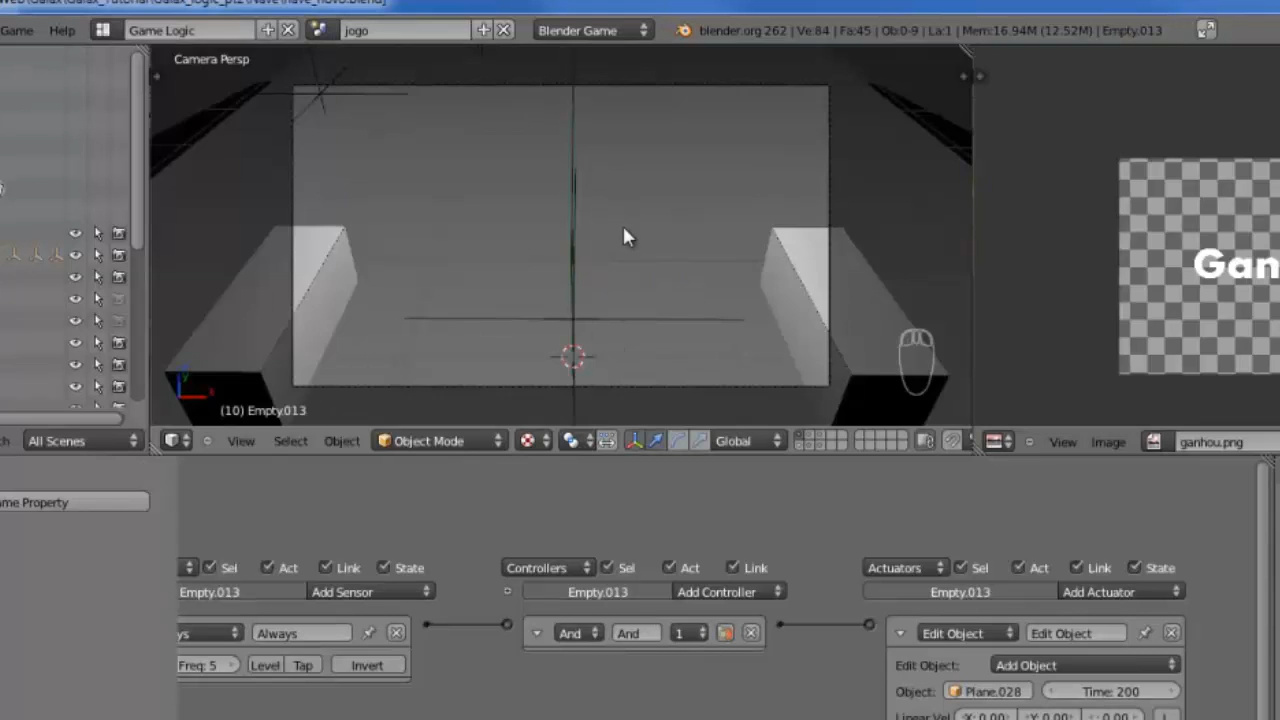 Game Help Game Logic jogo Blender Game blender.org 262 | Ve:84 | Fa:45 | Ob:0-9 | La:1 | Mem:16.94M (12.52M) | Empty.013
Camera Persp
Gan
(10) Empty.013
All Scenes View Select Object Object Mode Global View Image ganhou.png
me Property
Sel Act Link State Controllers Sel Act Link Actuators Sel Act Link State
Empty.013 Add Sensor Empty.013 Add Controller Empty.013 Add Actuator
Always And And 1 Edit Object Edit Object
Freq: 5 Level Tap Invert Edit Object: Add Object
Object: Plane.028 Time: 200
Linear Vel X: 0.00 Y: 0.00 0.00 L